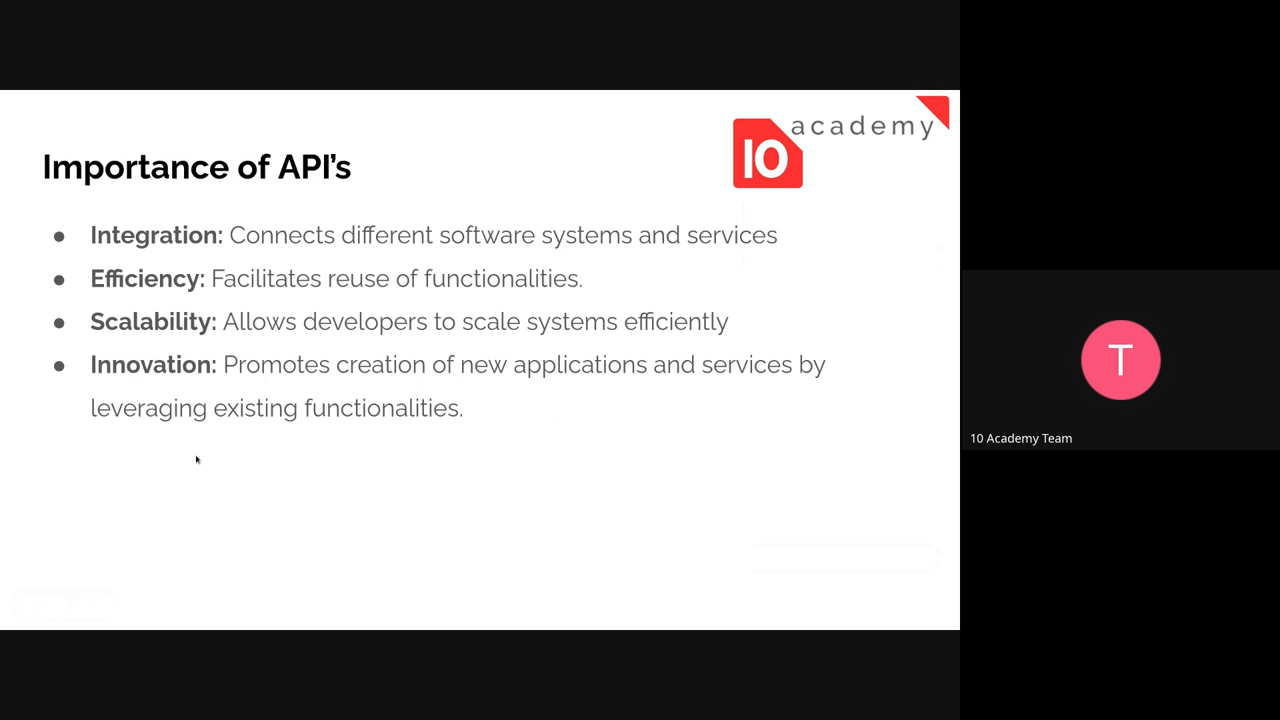 academy
10
Importance of API’s
● Integration: Connects different software systems and services
● Efficiency: Facilitates reuse of functionalities.
● Scalability: Allows developers to scale systems efficiently
● Innovation: Promotes creation of new applications and services by
leveraging existing functionalities.
T
10 Academy Team